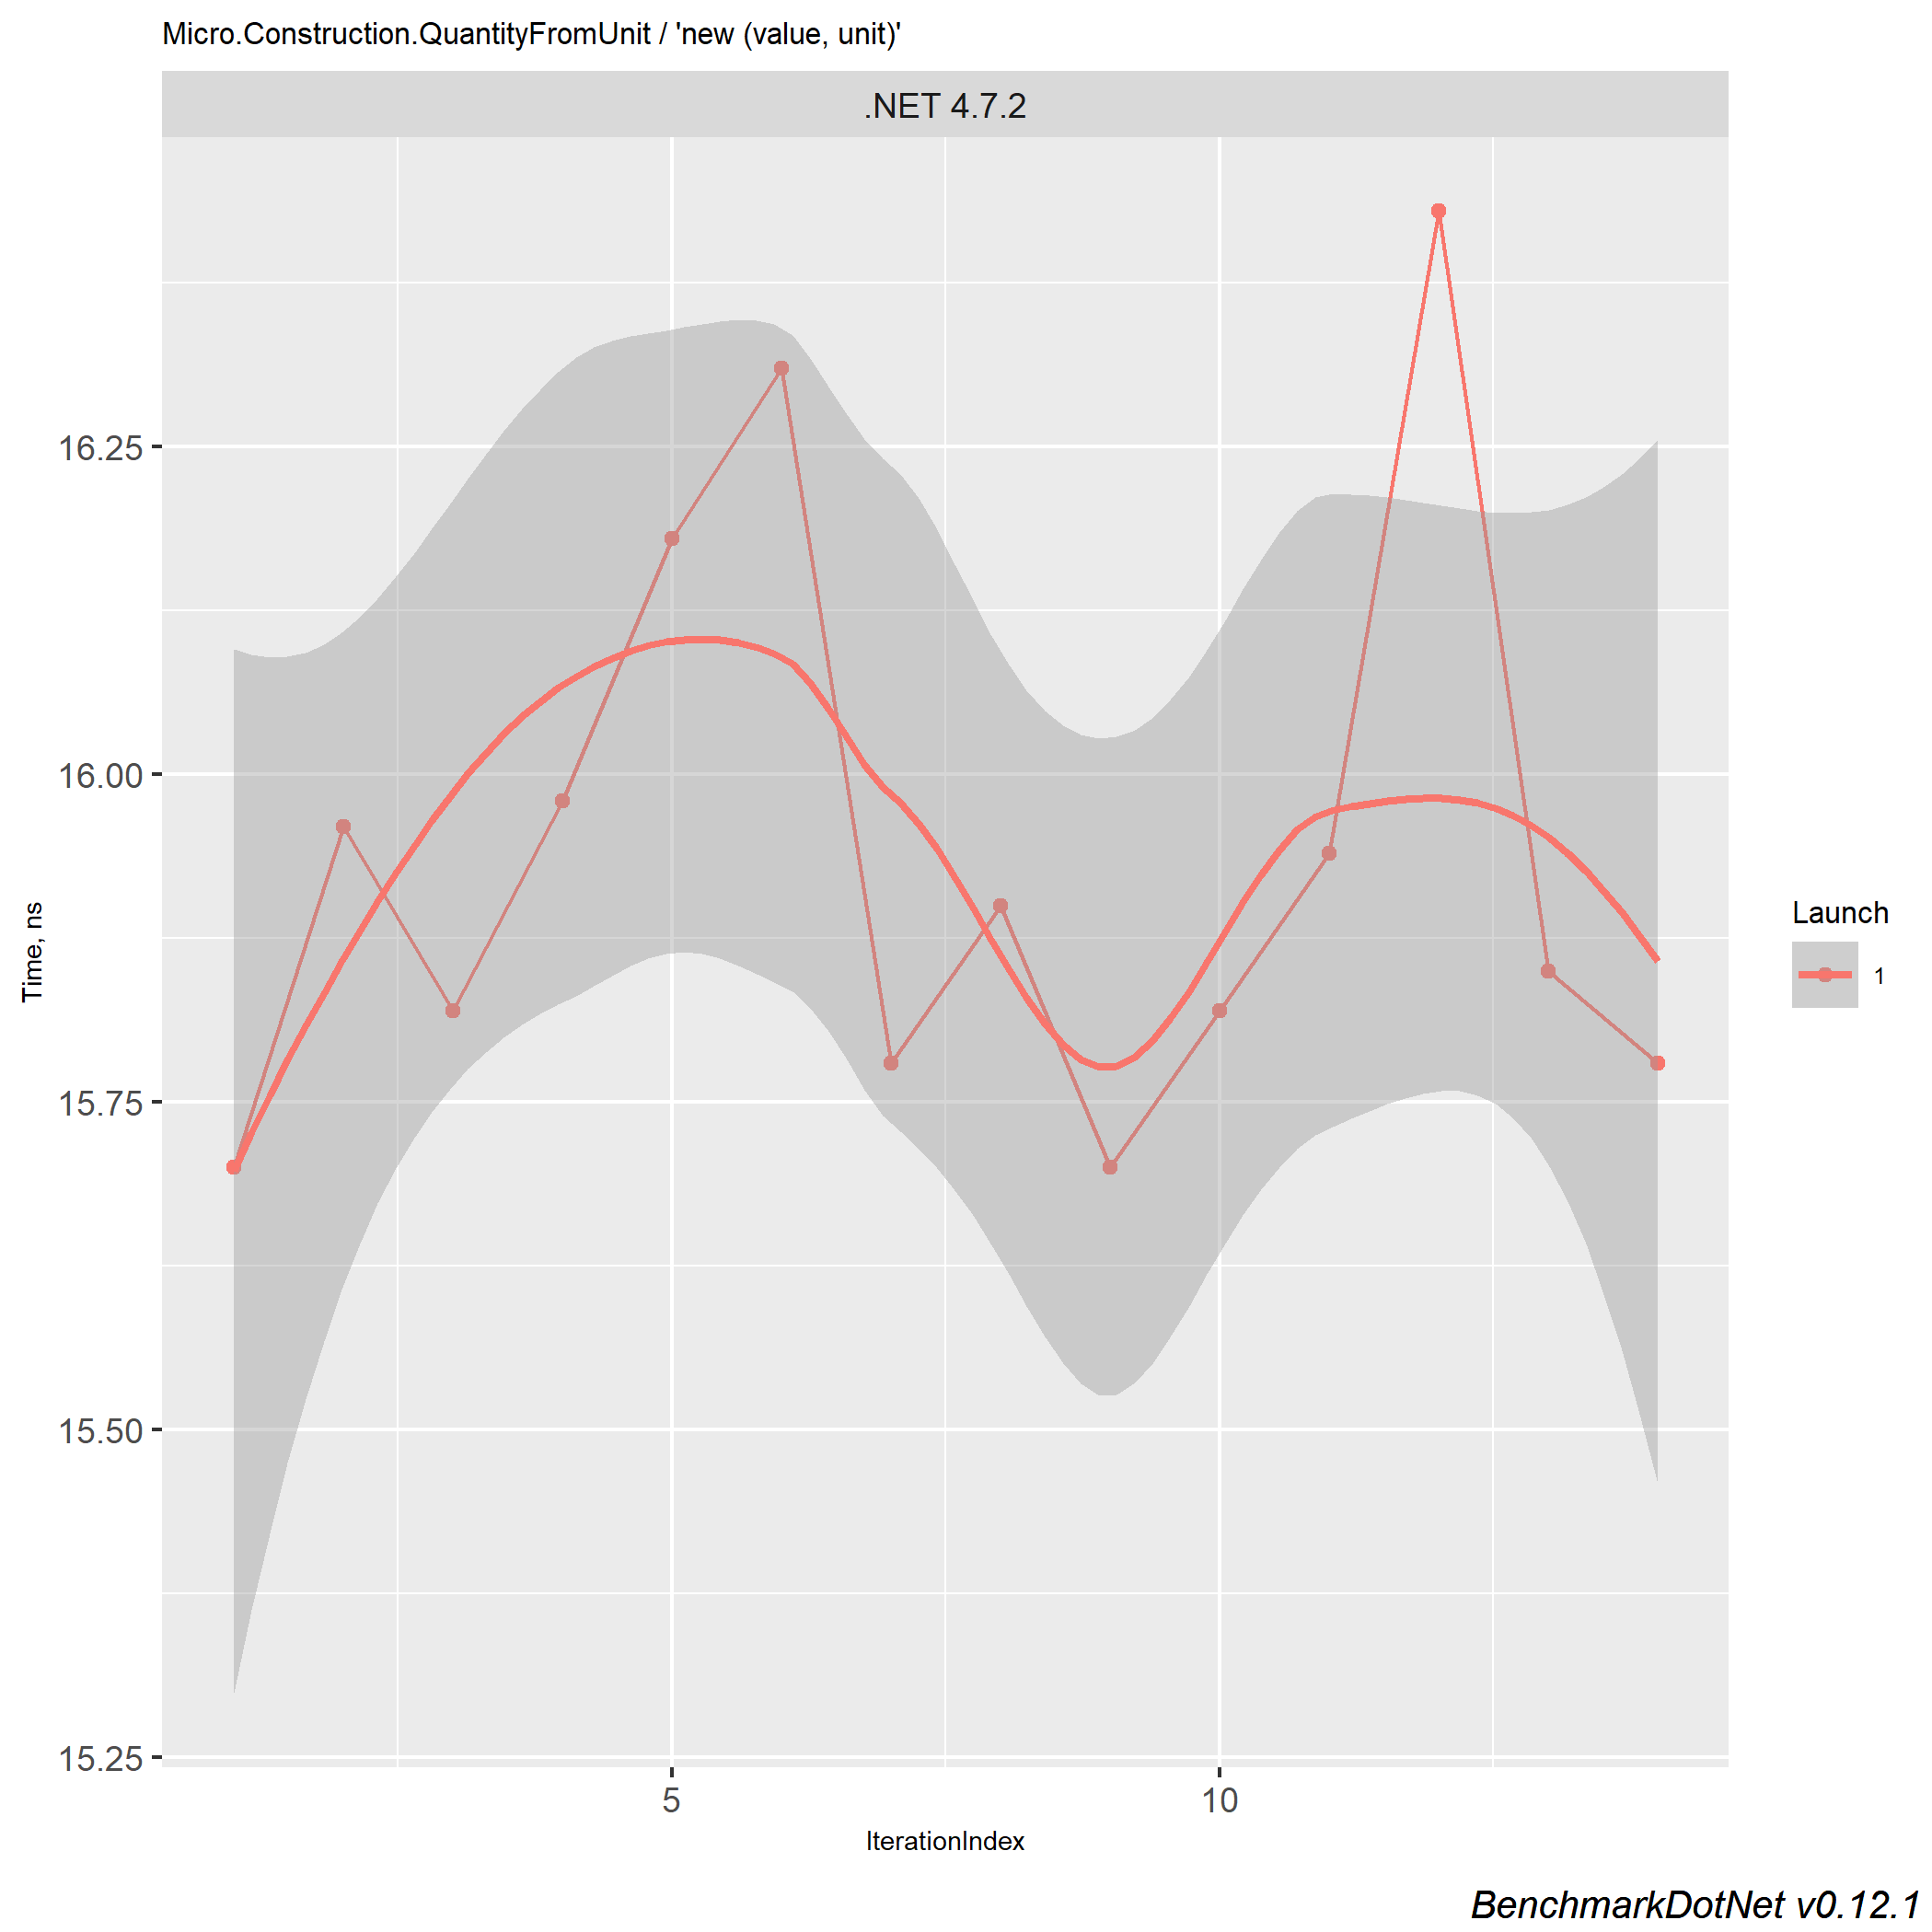 Micro.Construction.QuantityFromUnit / 'new (value, unit)'
.NET 4.7.2
16.25
16.00
15.75
15.50
15.25
Time, ns
5
10
IterationIndex
Launch
1
BenchmarkDotNet v0.12.1